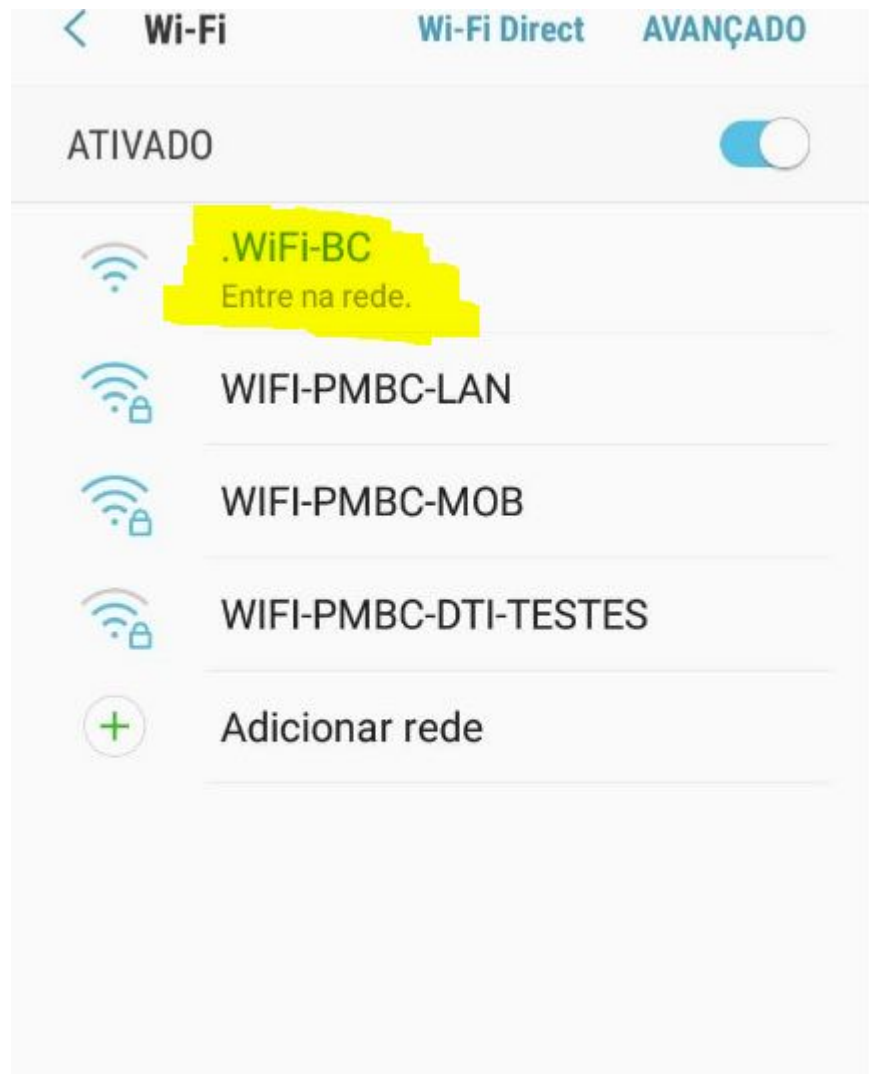 Wi-Fi Wi-Fi Direct AVANÇADO
ATIVADO
.WiFi-BC
Entre na rede.
WIFI-PMBC-LAN
WIFI-PMBC-MOB
WIFI-PMBC-DTI-TESTES
Adicionar rede